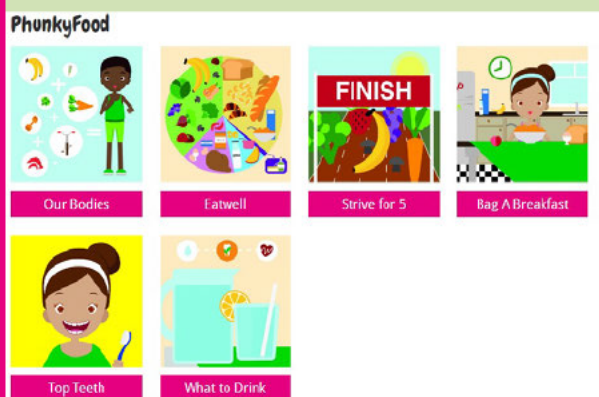 PhunkyFood
FINISH
Our Bodies
Eatwell
Strive for 5
Bag A Breakfast
Top Teeth
What to Drink